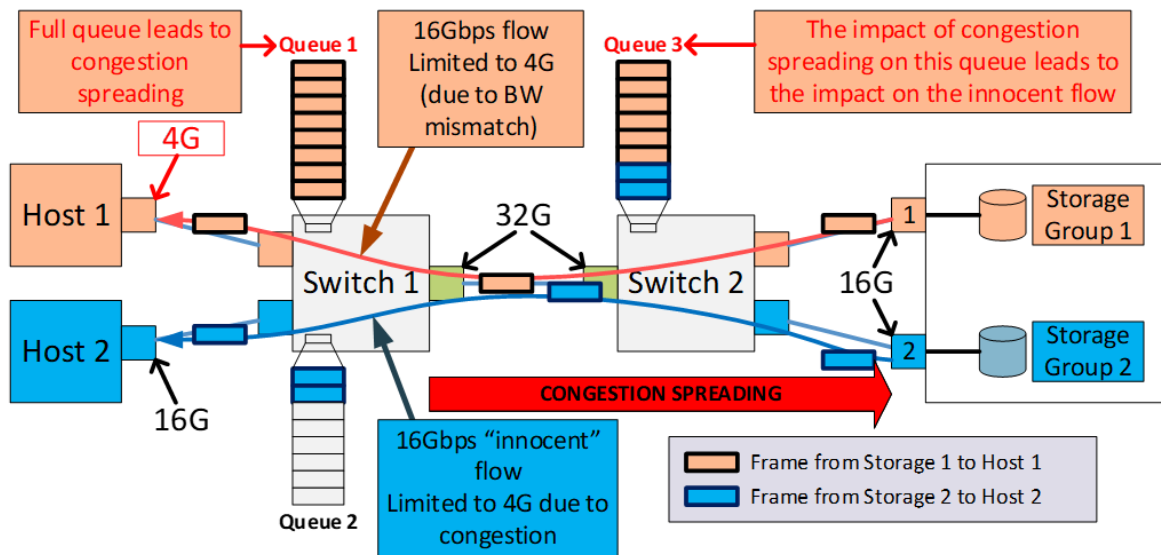 Full queue leads to
congestion
spreading
Queue 1
16Gbps flow
Limited to 4G
(due to BW
mismatch)
Queue 3
The impact of congestion
spreading on this queue leads to
the impact on the innocent flow
4G
Host 1
32G
Switch 1
Switch 2
1
Storage
Group 1
16G
Host 2
2
Storage
Group 2
16G
CONGESTION SPREADING
16Gbps “innocent”
flow
Limited to 4G due to
congestion
Queue 2
Frame from Storage 1 to Host 1
Frame from Storage 2 to Host 2